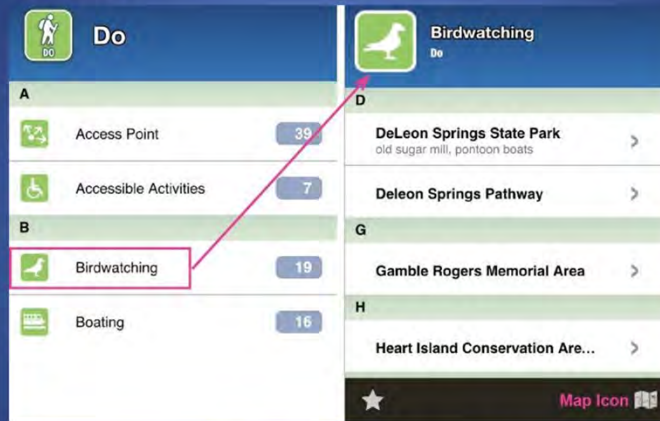 DO
Do
A
Access Point 39
Accessible Activities 7
B
Birdwatching 19
Boating 16
Birdwatching
Do
D
DeLeon Springs State Park
old sugar mill, pontoon boats
Deleon Springs Pathway
G
Gamble Rogers Memorial Area
H
Heart Island Conservation Are...
Map Icon